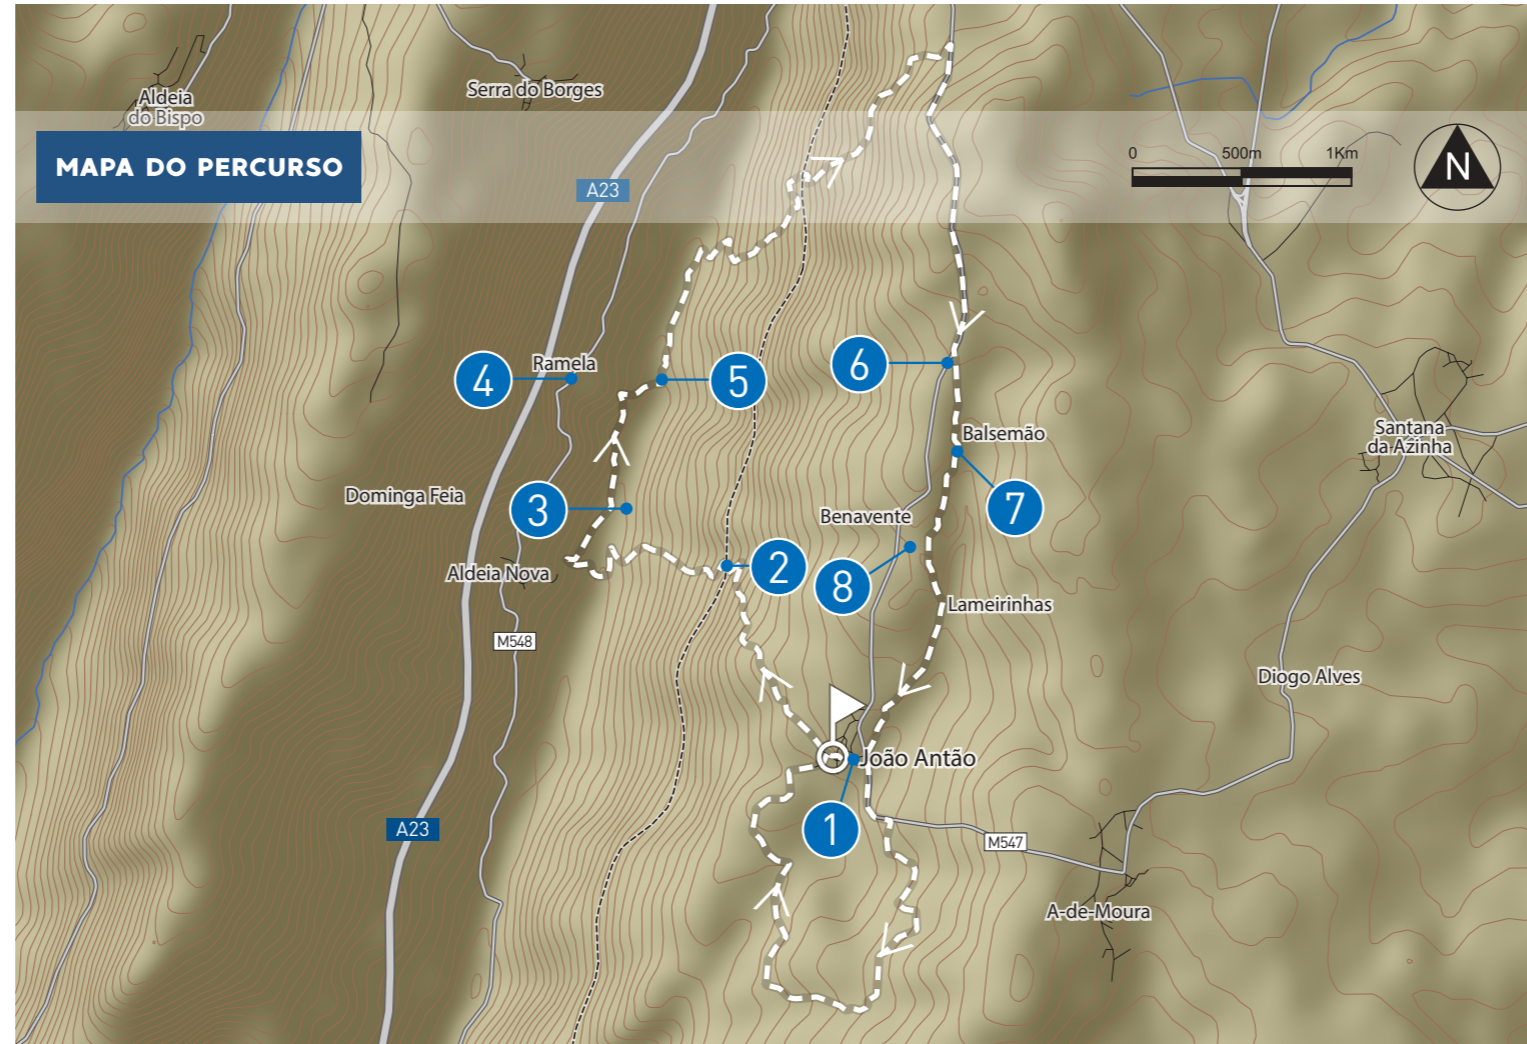 Serra do Borges
Aldeia
do Bispo
MAPA DO PERCURSO
0 500m 1Km
N
A23
4
Ramela
5
6
Balsemão
Santana
da Azinha
Dominga Feia
3
7
Benavente
Aldeia Nova
2
8
Lameirinhas
M548
Diogo Alves
João Antão
1
A23
M547
A-de-Moura